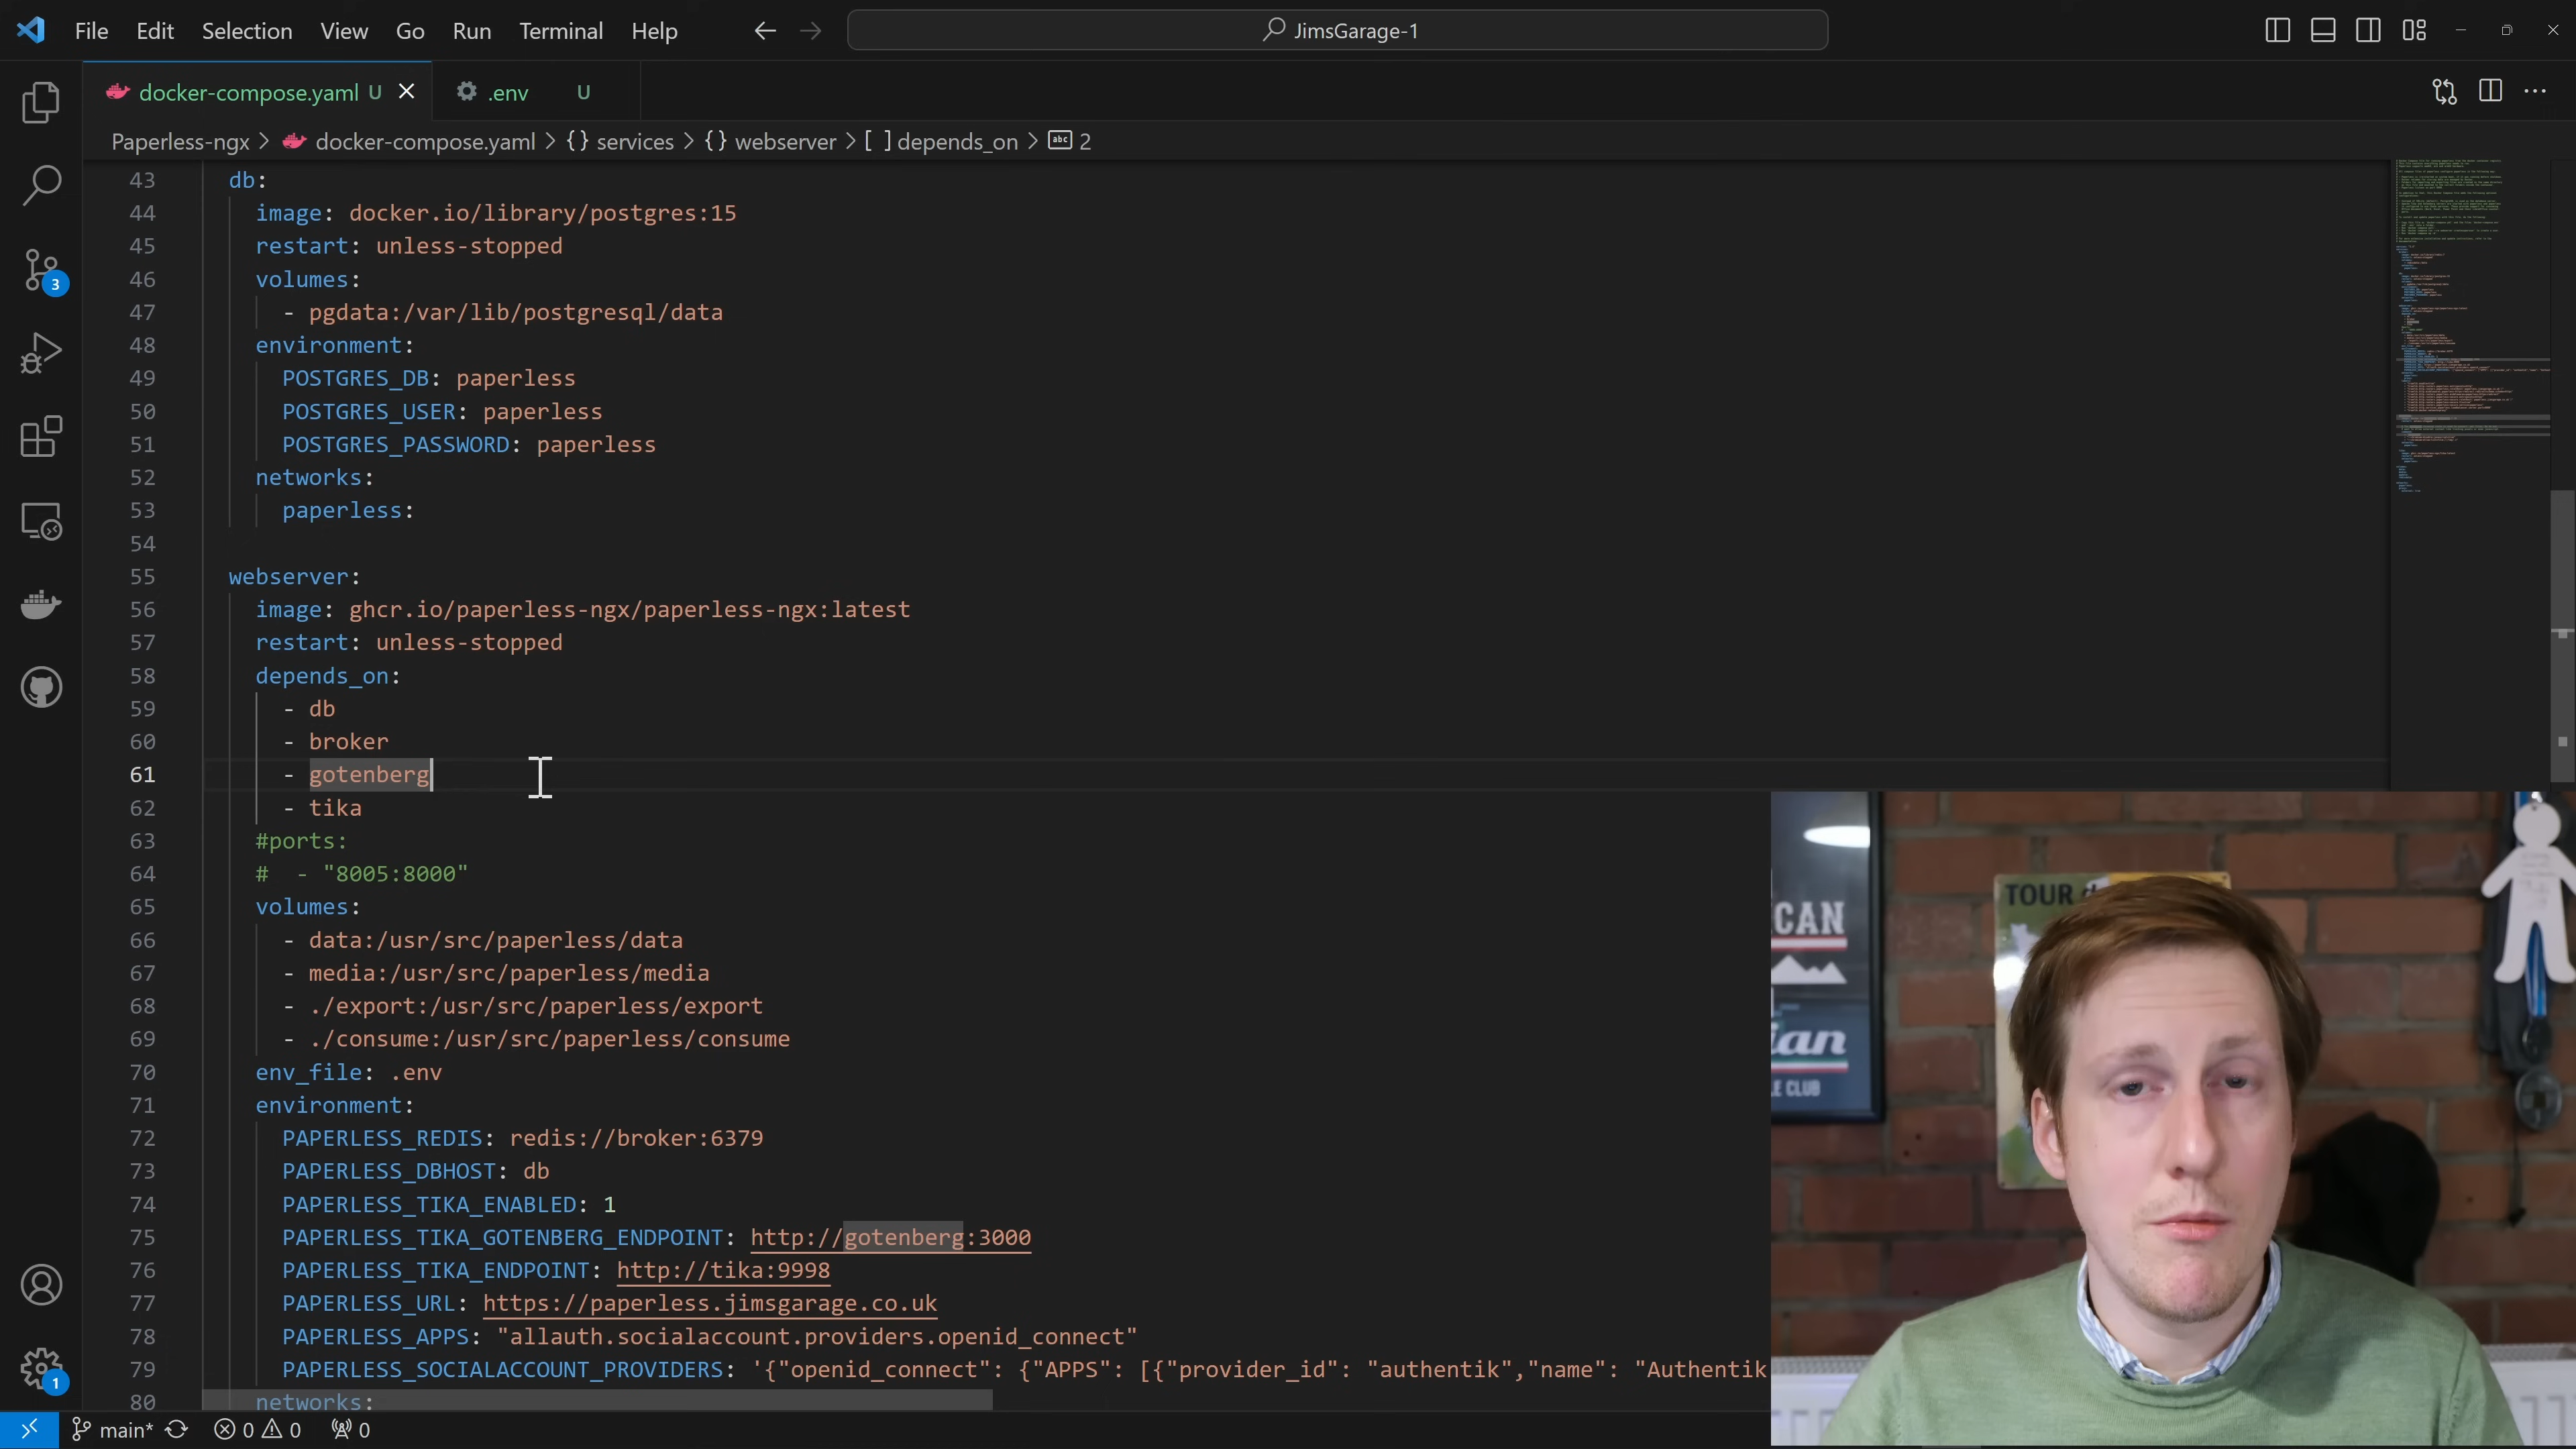 File Edit Selection View Go Run Terminal Help
JimsGarage-1
docker-compose.yaml U
.env U
Paperless-ngx > docker-compose.yaml > {} services > {} webserver > [ ] depends_on > abc 2
43 db:
44 image: docker.io/library/postgres:15
45 restart: unless-stopped
46 volumes:
47 - pgdata:/var/lib/postgresql/data
48 environment:
49 POSTGRES_DB: paperless
50 POSTGRES_USER: paperless
51 POSTGRES_PASSWORD: paperless
52 networks:
53 paperless:
54
55 webserver:
56 image: ghcr.io/paperless-ngx/paperless-ngx:latest
57 restart: unless-stopped
58 depends_on:
59 - db
60 - broker
61 - gotenberg
62 - tika
63 #ports:
64 #  - "8005:8000"
65 volumes:
66 - data:/usr/src/paperless/data
67 - media:/usr/src/paperless/media
68 - ./export:/usr/src/paperless/export
69 - ./consume:/usr/src/paperless/consume
70 env_file: .env
71 environment:
72 PAPERLESS_REDIS: redis://broker:6379
73 PAPERLESS_DBHOST: db
74 PAPERLESS_TIKA_ENABLED: 1
75 PAPERLESS_TIKA_GOTENBERG_ENDPOINT: http://gotenberg:3000
76 PAPERLESS_TIKA_ENDPOINT: http://tika:9998
77 PAPERLESS_URL: https://paperless.jimsgarage.co.uk
78 PAPERLESS_APPS: "allauth.socialaccount.providers.openid_connect"
79 PAPERLESS_SOCIALACCOUNT_PROVIDERS: '{"openid_connect": {"APPS": [{"provider_id": "authentik","name": "Authentik
80 networks:
3
1
main* 0 0 0
TOUR
ICAN
ian
LE CLUB